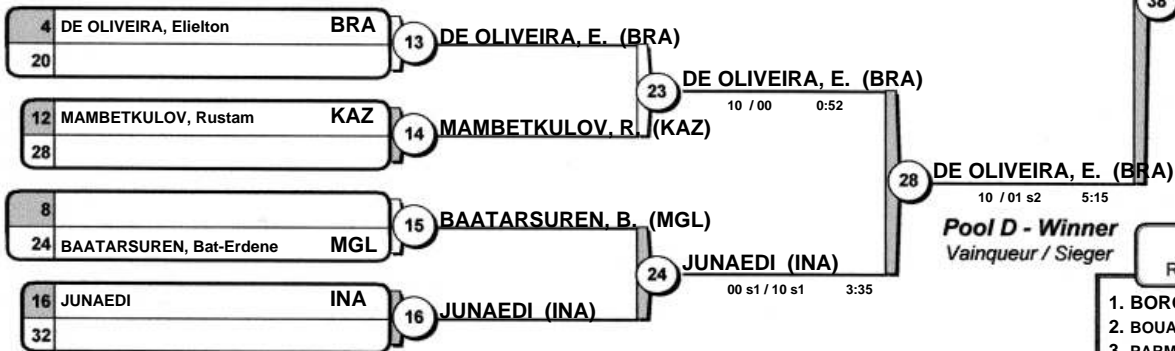 38
4 DE OLIVEIRA, Elielton BRA
20
13 DE OLIVEIRA, E. (BRA)
23 DE OLIVEIRA, E. (BRA)
10 / 00 0:52
12 MAMBETKULOV, Rustam KAZ
28
14 MAMBETKULOV, R. (KAZ)
28 DE OLIVEIRA, E. (BRA)
10 / 01 s2 5:15
8
24 BAATARSUREN, Bat-Erdene MGL
15 BAATARSUREN, B. (MGL)
Pool D - Winner
Vainqueur / Sieger
24 JUNAEDI (INA)
00 s1 / 10 s1 3:35
16 JUNAEDI INA
32
16 JUNAEDI (INA)
R
1. BORC
2. BOUA